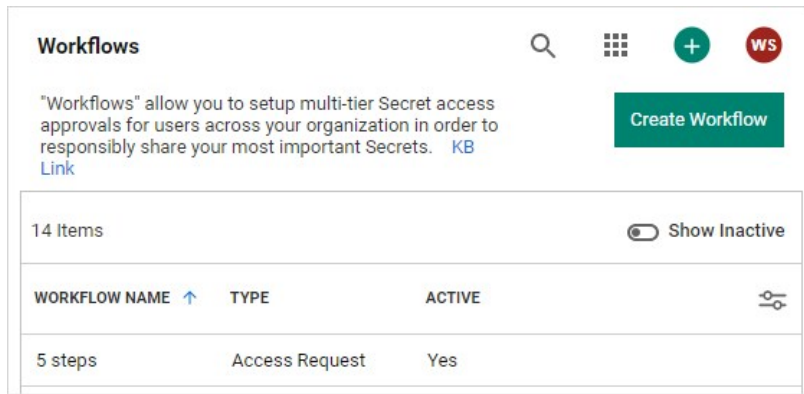 Workflows
+
WS
"Workflows" allow you to setup multi-tier Secret access
approvals for users across your organization in order to
responsibly share your most important Secrets. KB
Link
Create Workflow
14 Items
Show Inactive
WORKFLOW NAME ↑ TYPE ACTIVE
5 steps Access Request Yes